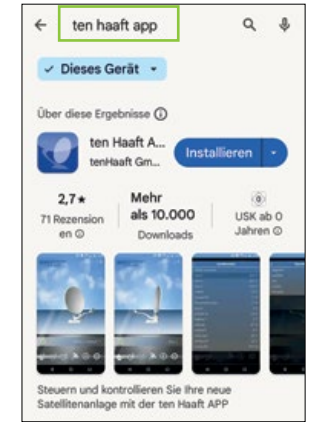 ten haaft app
Dieses Gerät
Über diese Ergebnisse
ten Haaft A...
tenHaaft Gm...
Installieren
2,7★
71 Rezension
en
Mehr
als 10.000
Downloads
USK ab 0
Jahren
Steuern und kontrollieren Sie Ihre neue
Satellitenanlage mit der ten Haaft APP